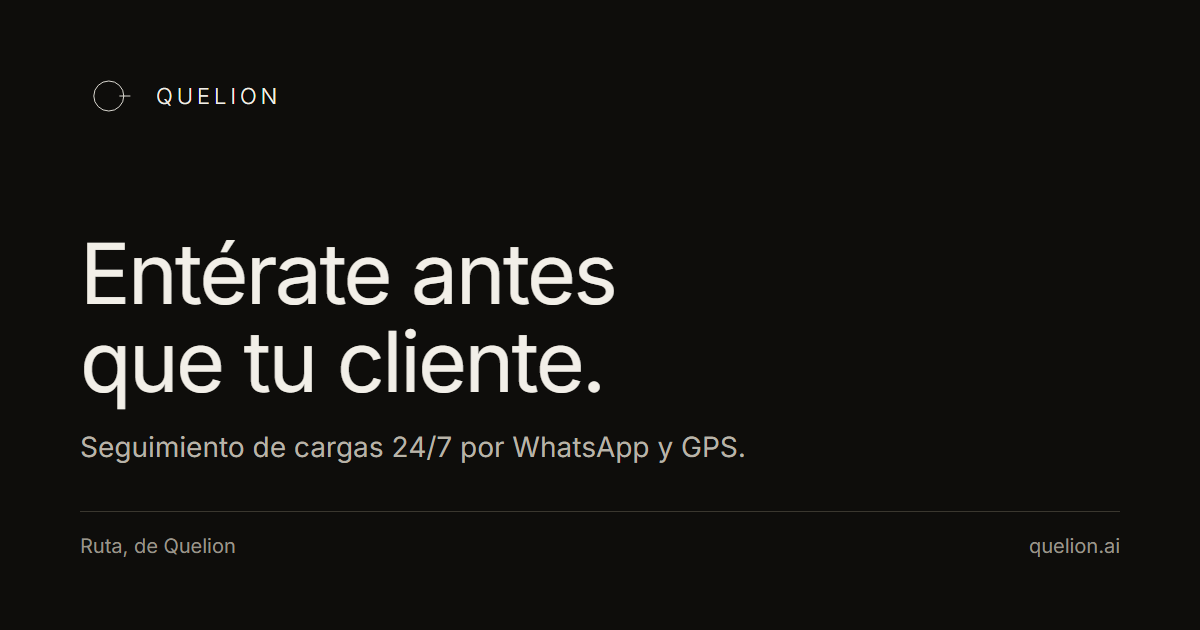 QUELION
Entérate antes
que tu cliente.
Seguimiento de cargas 24/7 por WhatsApp y GPS.
Ruta, de Quelion
quelion.ai